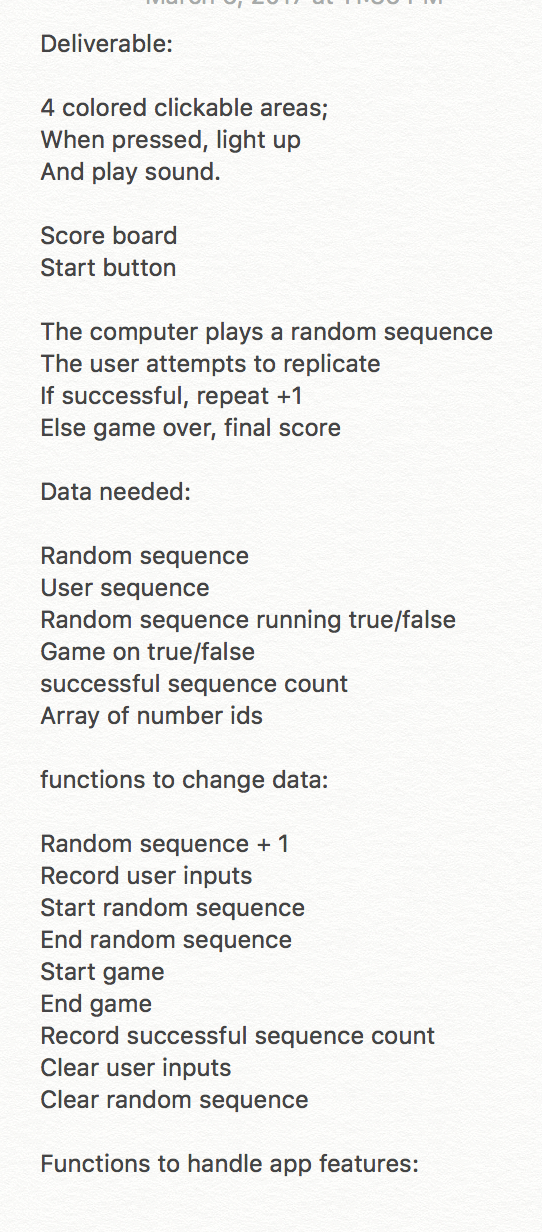 Deliverable:
4 colored clickable areas;
When pressed, light up
And play sound.
Score board
Start button
The computer plays a random sequence
The user attempts to replicate
If successful, repeat +1
Else game over, final score
Data needed:
Random sequence
User sequence
Random sequence running true/false
Game on true/false
successful sequence count
Array of number ids
functions to change data:
Random sequence + 1
Record user inputs
Start random sequence
End random sequence
Start game
End game
Record successful sequence count
Clear user inputs
Clear random sequence
Functions to handle app features: